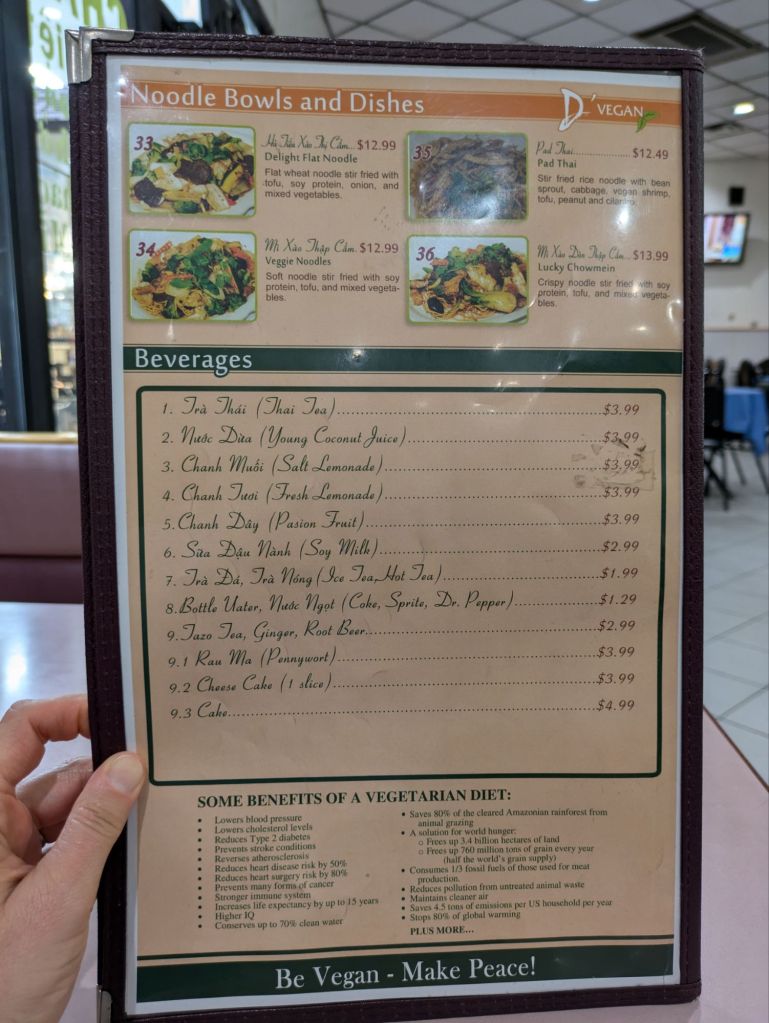 Noodle Bowls and Dishes
D' VEGAN
33
Hủ Tiếu Xào Thập Cẩm... $12.99
Delight Flat Noodle
Flat wheat noodle stir fried with
tofu, soy protein, onion, and
mixed vegetables.
35
Pad Thai.................. $12.49
Pad Thai
Stir fried rice noodle with bean
sprout, cabbage, vegan shrimp,
tofu, peanut and cilantro.
34
Mì Xào Thập Cẩm. $12.99
Veggie Noodles
Soft noodle stir fried with soy
protein, tofu, and mixed vegeta-
bles.
36
Mì Xào Dòn Thập Cẩm... $13.99
Lucky Chowmein
Crispy noodle stir fried with soy
protein, tofu, and mixed vegeta-
bles.
Beverages
1. Trà Thái (Thai Tea)........................................$3.99
2. Nước Dừa (Young Coconut Juice)........................................$3.99
3. Chanh Muối (Salt Lemonade)........................................$3.99
4. Chanh Tươi (Fresh Lemonade)........................................$3.99
5. Chanh Dây (Pasion Fruit)........................................$3.99
6. Sữa Đậu Nành (Soy Milk)........................................$2.99
7. Trà Đá, Trà Nóng (Ice Tea,Hot Tea)........................................$1.99
8.Bottle Uater, Nước Ngọt (Coke, Sprite, Dr. Pepper)....................$1.29
9.Tazo Tea, Ginger, Root Beer........................................$2.99
9.1 Rau Ma (Pennywort)........................................$3.99
9.2 Cheese Cake (1 slice)........................................$3.99
9.3 Cake........................................$4.99
SOME BENEFITS OF A VEGETARIAN DIET:
• Lowers blood pressure
• Lowers cholesterol levels
• Reduces Type 2 diabetes
• Prevents stroke conditions
• Reverses atherosclerosis
• Reduces heart disease risk by 50%
• Reduces heart surgery risk by 80%
• Prevents many forms of cancer
• Stronger immune system
• Increases life expectancy by up to 15 years
• Higher IQ
• Conserves up to 70% clean water
• Saves 80% of the cleared Amazonian rainforest from
animal grazing
• A solution for world hunger:
o Frees up 3.4 billion hectares of land
o Frees up 760 million tons of grain every year
(half the world's grain supply)
• Consumes 1/3 fossil fuels of those used for meat
production.
• Reduces pollution from untreated animal waste
• Maintains cleaner air
• Saves 4.5 tons of emissions per US household per year
• Stops 80% of global warming
PLUS MORE...
Be Vegan - Make Peace!